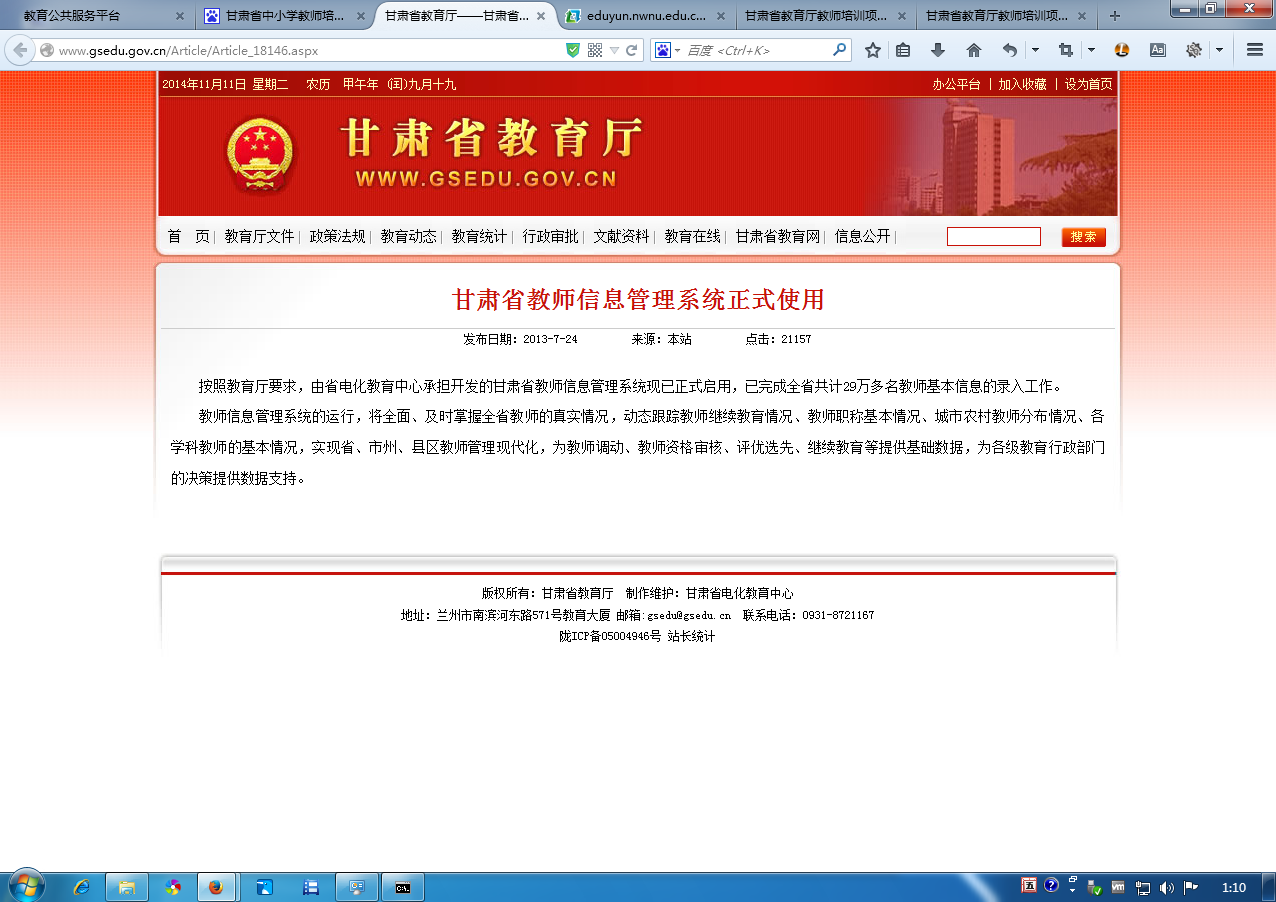 教育公共服务平台
甘肃省中小学教师培...
甘肃省教育厅——甘肃省...
eduyun.nwnu.edu.c...
甘肃省教育厅教师培训项...
甘肃省教育厅教师培训项...
www.gsedu.gov.cn/Article/Article_18146.aspx
百度 <Ctrl+K>
2014年11月11日 星期二 农历 甲午年 (闰)九月十九
办公平台 | 加入收藏 | 设为首页
甘肃省教育厅
WWW.GSEDU.GOV.CN
首 页| 教育厅文件| 政策法规| 教育动态| 教育统计| 行政审批| 文献资料| 教育在线| 甘肃省教育网| 信息公开|
搜索
甘肃省教师信息管理系统正式使用
发布日期：2013-7-24 来源：本站 点击：21157
按照教育厅要求，由省电化教育中心承担开发的甘肃省教师信息管理系统现已正式启用，已完成全省共计29万多名教师基本信息的录入工作。
教师信息管理系统的运行，将全面、及时掌握全省教师的真实情况，动态跟踪教师继续教育情况、教师职称基本情况、城市农村教师分布情况、各
学科教师的基本情况，实现省、市州、县区教师管理现代化，为教师调动、教师资格审核、评优选先、继续教育等提供基础数据，为各级教育行政部门
的决策提供数据支持。
版权所有：甘肃省教育厅 制作维护：甘肃省电化教育中心
地址：兰州市南滨河东路571号教育大厦 邮箱:gsedu@gsedu.cn 联系电话：0931-8721167
陇ICP备05004946号 站长统计
五
1:10